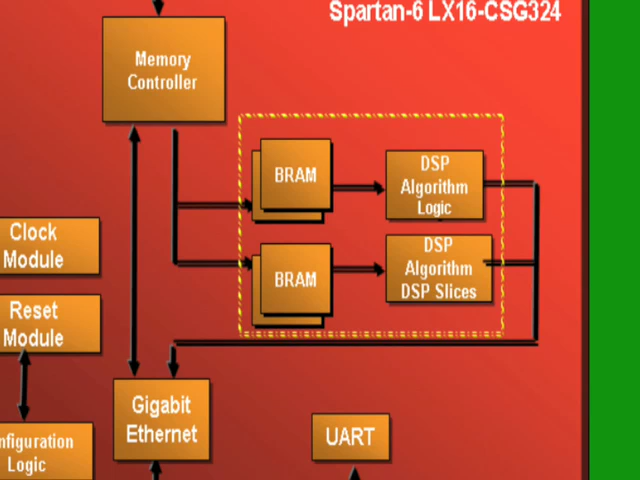 Spartan-6 LX16-CSG324
Memory
Controller
BRAM
DSP
Algorithm
Logic
Clock
Module
BRAM
DSP
Algorithm
DSP Slices
Reset
Module
Gigabit
Ethernet
UART
nfiguration
Logic